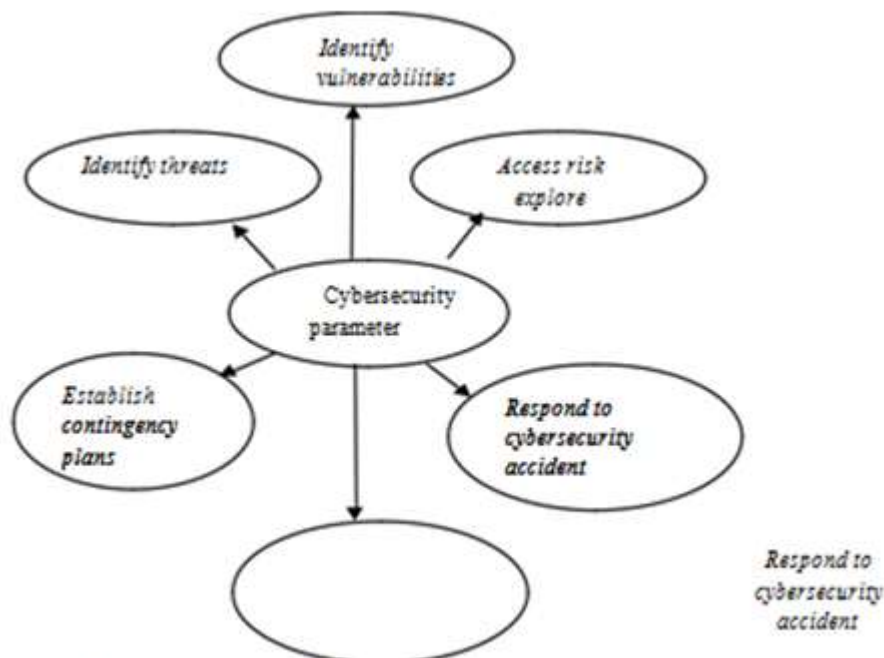 Identify
vulnerabilities
Identify threats
Access risk
explore
Cybersecurity
parameter
Establish
contingency
plans
Respond to
cybersecurity
accident
Respond to
cybersecurity
accident